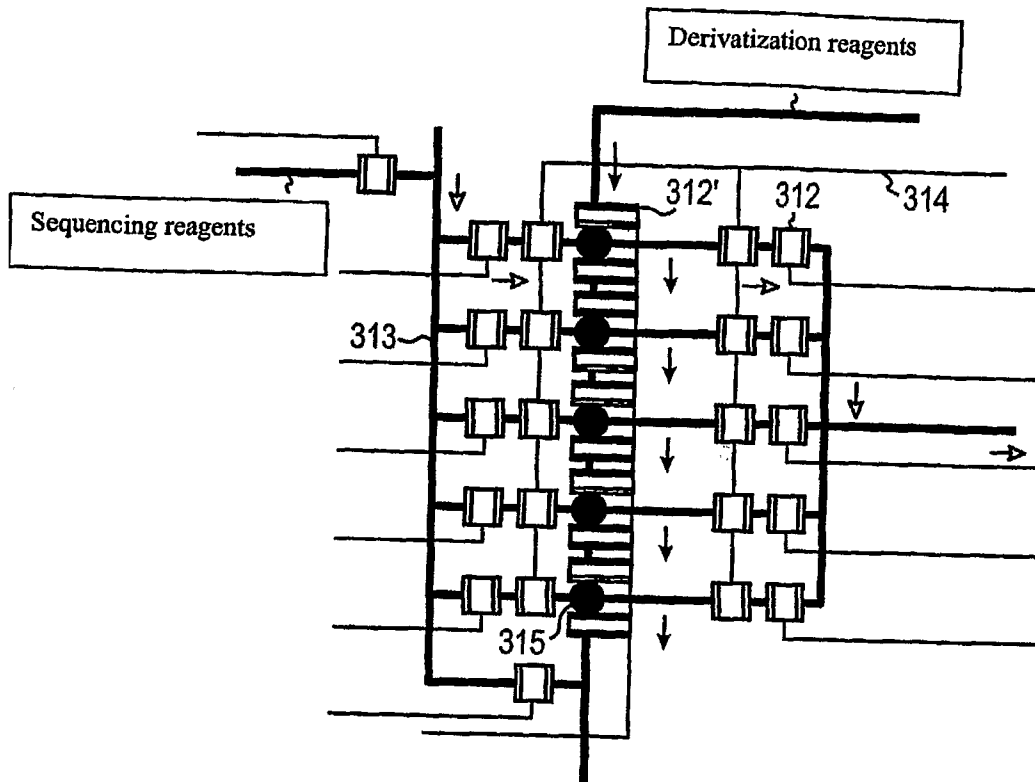 Derivatization reagents
312'
312
314
Sequencing reagents
313
315